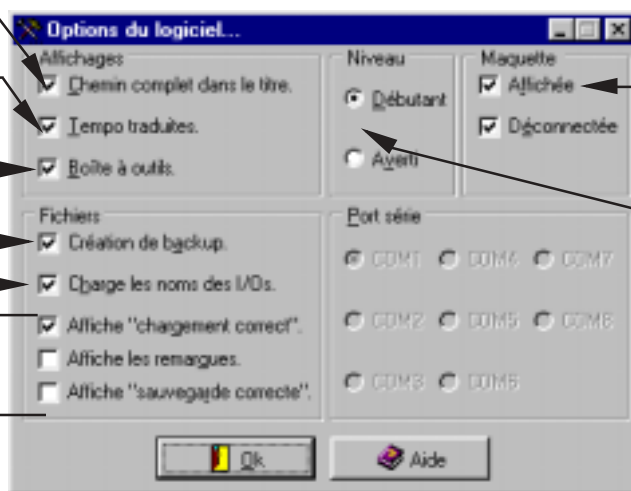 Options du logiciel...
Affichages
Chemin complet dans le titre.
Tempo traduites.
Boîte à outils.
Niveau
Débutant
Averti
Maquette
Affichée
Déconnectée
Fichiers
Création de backup.
Charge les noms des I/Os.
Affiche "chargement correct".
Affiche les remarques.
Affiche "sauvegarde correcte".
Port série
COM1 COM4 COM7
COM2 COM5 COM8
COM3 COM6
Ok
Aide